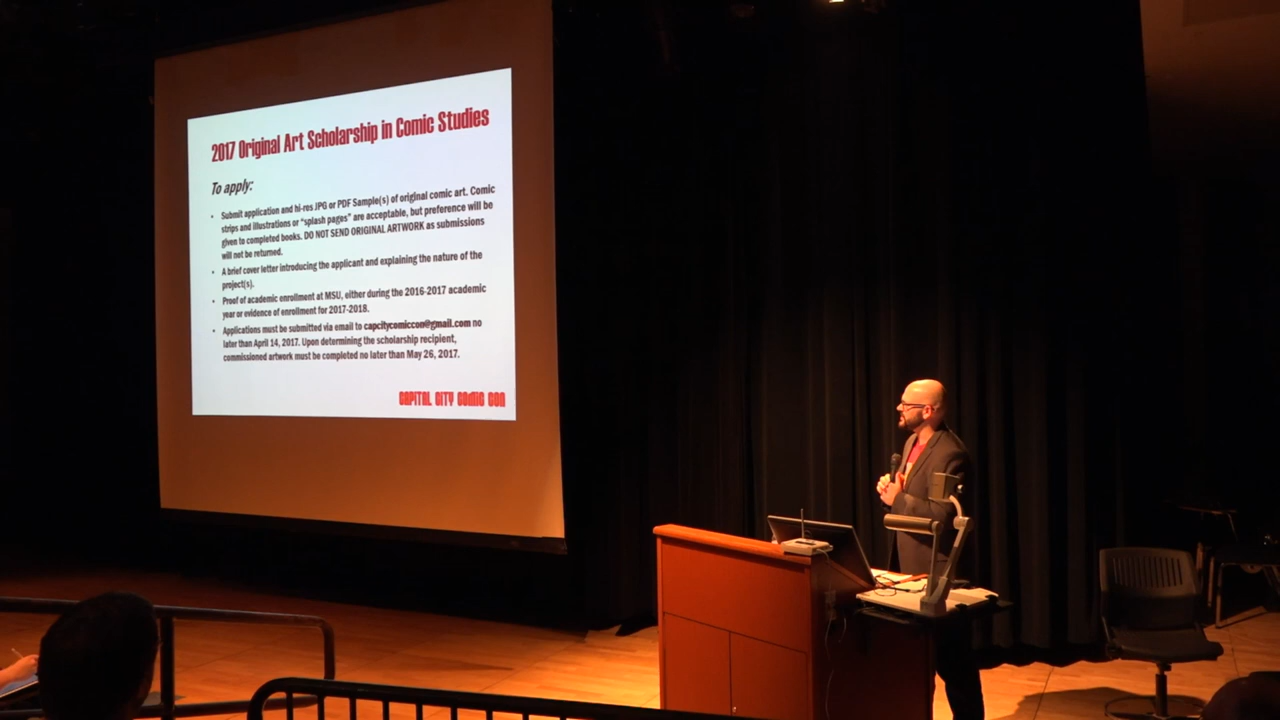 2017 Original Art Scholarship in Comic Studies
To apply:
• Submit application and hi-res JPG or PDF Sample(s) of original comic art. Comic
strips and illustrations or “splash pages” are acceptable, but preference will be
given to completed books. DO NOT SEND ORIGINAL ARTWORK as submissions
will not be returned.
• A brief cover letter introducing the applicant and explaining the nature of the
project(s).
• Proof of academic enrollment at MSU, either during the 2016-2017 academic
year or evidence of enrollment for 2017-2018.
• Applications must be submitted via email to capcitycomiccon@gmail.com no
later than April 14, 2017. Upon determining the scholarship recipient,
commissioned artwork must be completed no later than May 26, 2017.
CAPITAL CITY COMIC CON